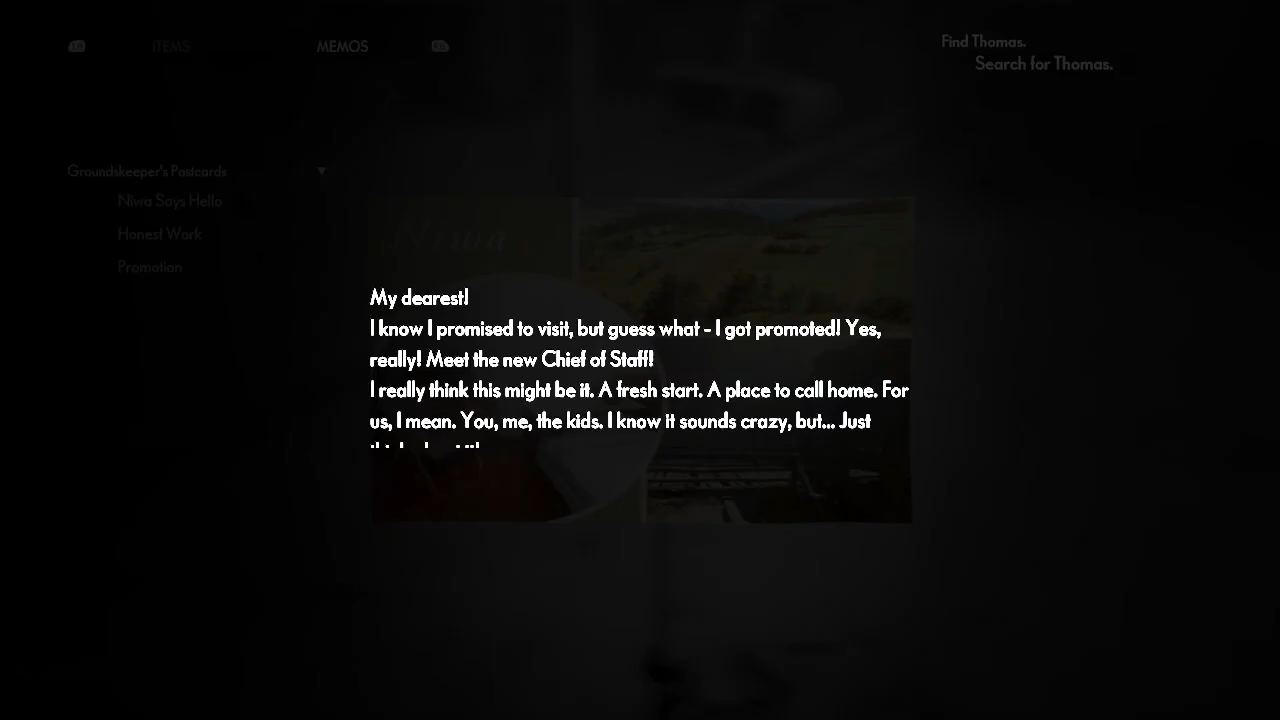 LB
ITEMS
MEMOS
RB
Find Thomas.
Search for Thomas.
Groundskeeper's Postcards
Niwa Says Hello
Honest Work
Promotion
Niwa
My dearest!
I know I promised to visit, but guess what - I got promoted! Yes,
really! Meet the new Chief of Staff!
I really think this might be it. A fresh start. A place to call home. For
us, I mean. You, me, the kids. I know it sounds crazy, but... Just